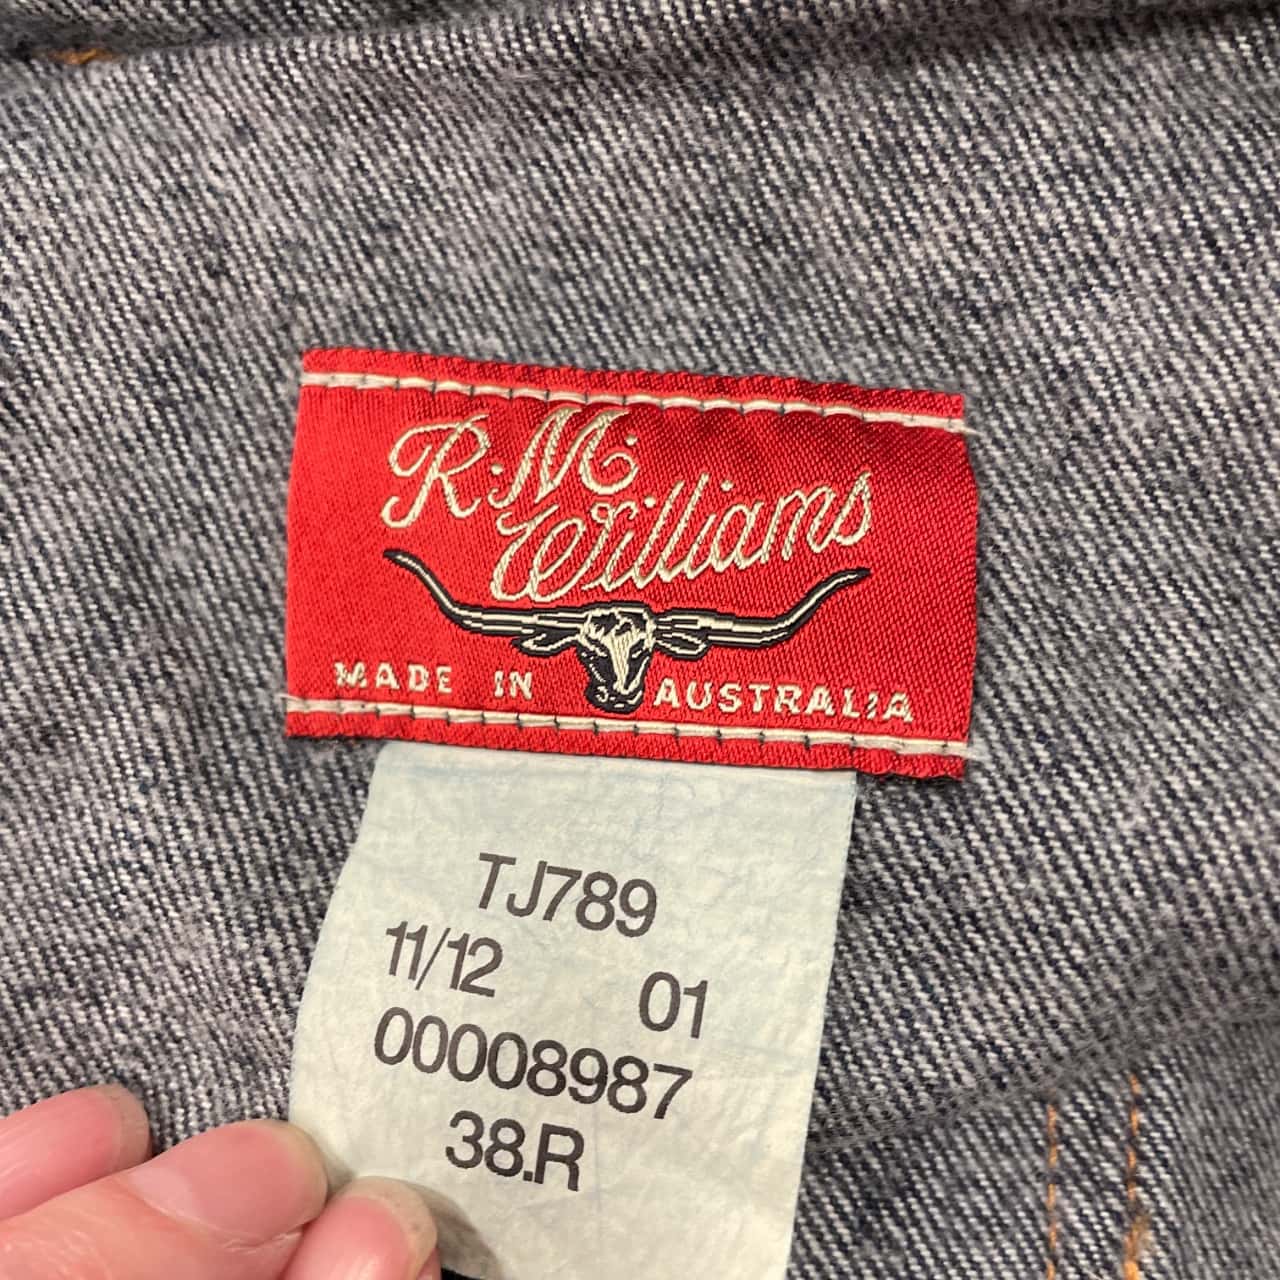 R.M.
Williams
MADE IN AUSTRALIA
TJ789
11/12 01
00008987
38.R